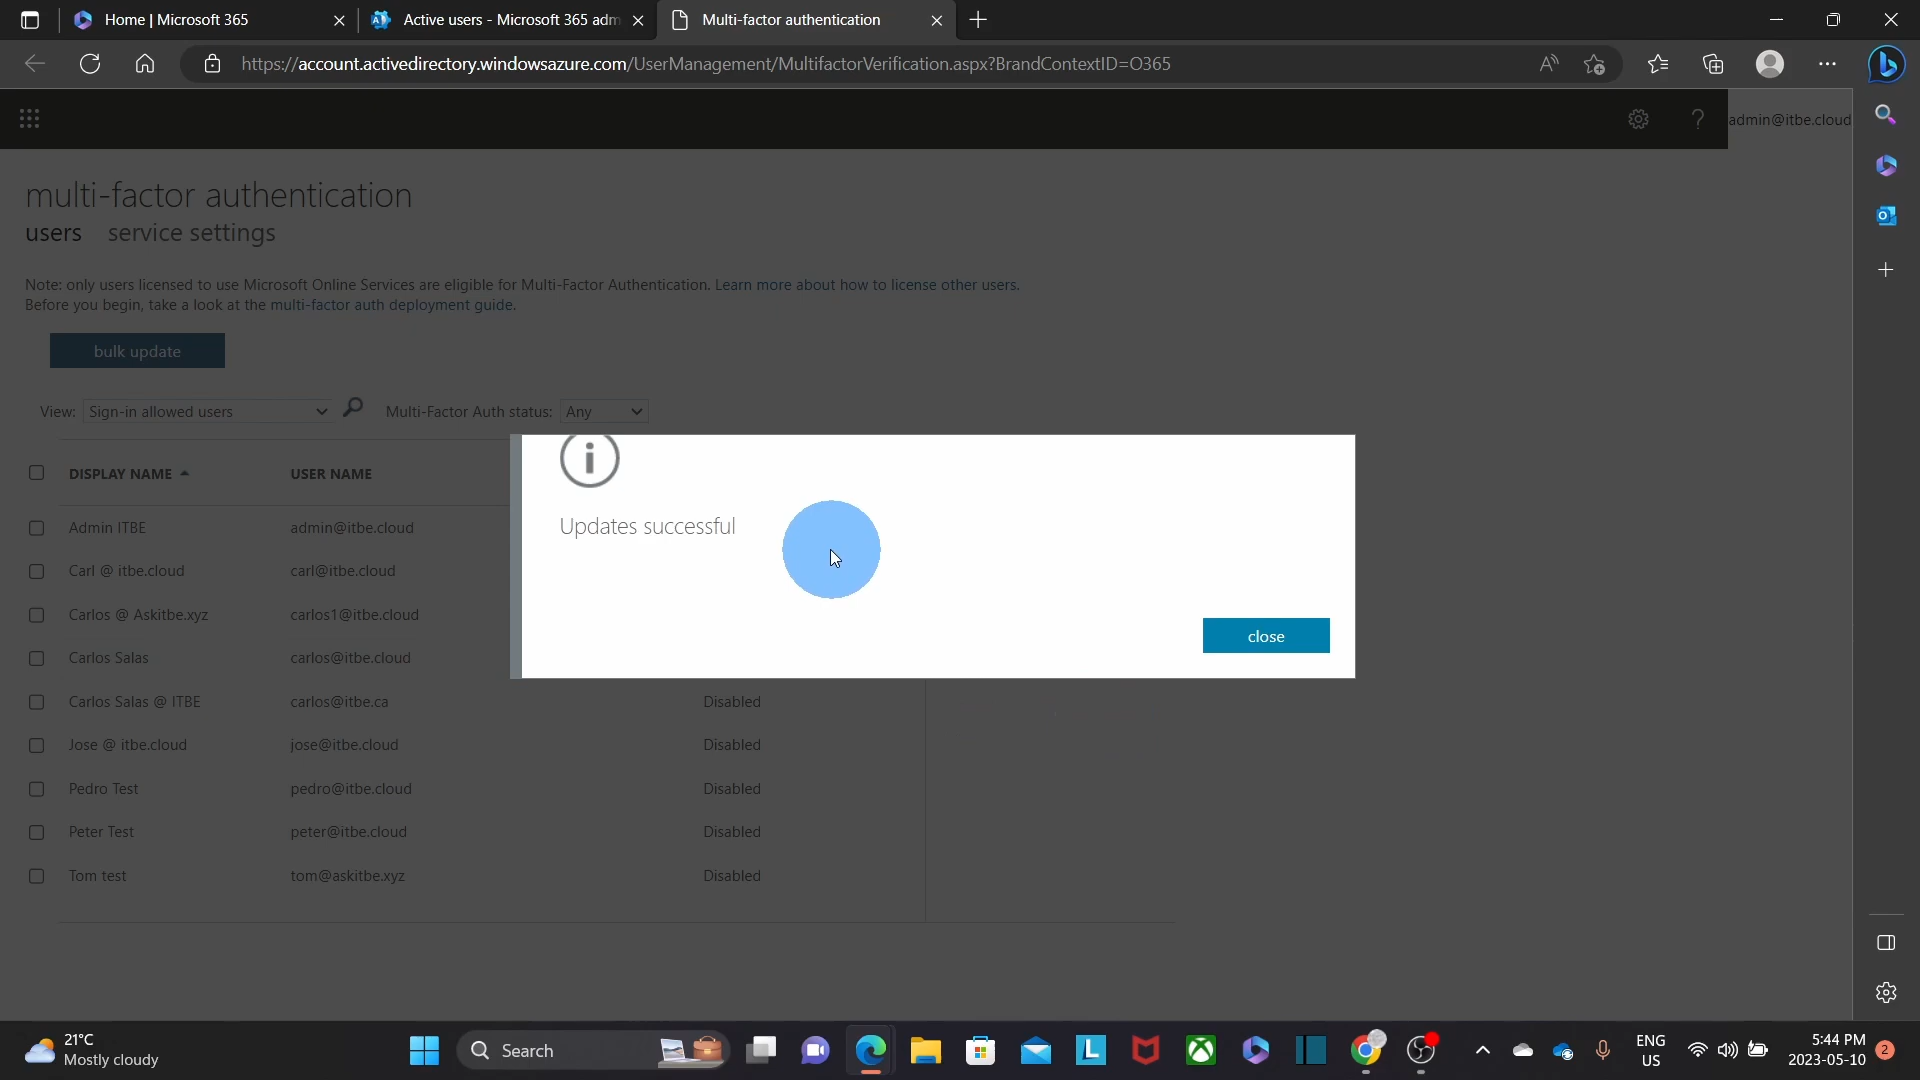 Home | Microsoft 365
Active users - Microsoft 365 adm
Multi-factor authentication
https://account.activedirectory.windowsazure.com/UserManagement/MultifactorVerification.aspx?BrandContextID=O365
admin@itbe.cloud
multi-factor authentication
users service settings
Note: only users licensed to use Microsoft Online Services are eligible for Multi-Factor Authentication. Learn more about how to license other users.
Before you begin, take a look at the multi-factor auth deployment guide.
bulk update
View: Sign-in allowed users Multi-Factor Auth status: Any
DISPLAY NAME USER NAME
Admin ITBE admin@itbe.cloud
Carl @ itbe.cloud carl@itbe.cloud
Carlos @ Askitbe.xyz carlos1@itbe.cloud
Carlos Salas carlos@itbe.cloud
Carlos Salas @ ITBE carlos@itbe.ca Disabled
Jose @ itbe.cloud jose@itbe.cloud Disabled
Pedro Test pedro@itbe.cloud Disabled
Peter Test peter@itbe.cloud Disabled
Tom test tom@askitbe.xyz Disabled
Updates successful
close
21°C
Mostly cloudy
Search
ENG
US
5:44 PM
2023-05-10
2